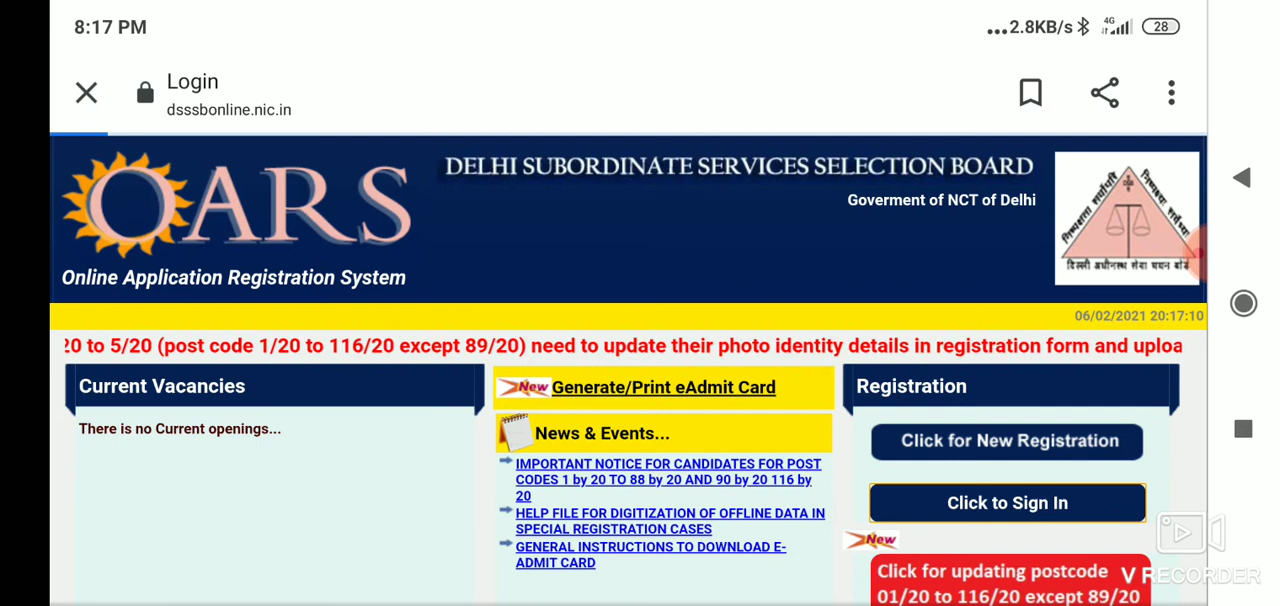 8:17 PM
...2.8KB/s 4G 28
Login
dsssbonline.nic.in
OARS
DELHI SUBORDINATE SERVICES SELECTION BOARD
Goverment of NCT of Delhi
Online Application Registration System
दिल्ली अधीनस्थ सेवा चयन बोर्ड
06/02/2021 20:17:10
20 to 5/20 (post code 1/20 to 116/20 except 89/20) need to update their photo identity details in registration form and uploa
Current Vacancies
There is no Current openings...
New Generate/Print eAdmit Card
News & Events...
IMPORTANT NOTICE FOR CANDIDATES FOR POST
CODES 1 by 20 TO 88 by 20 AND 90 by 20 116 by
20
HELP FILE FOR DIGITIZATION OF OFFLINE DATA IN
SPECIAL REGISTRATION CASES
GENERAL INSTRUCTIONS TO DOWNLOAD E-
ADMIT CARD
Registration
Click for New Registration
Click to Sign In
New
Click for updating postcode
01/20 to 116/20 except 89/20
V RECORDER